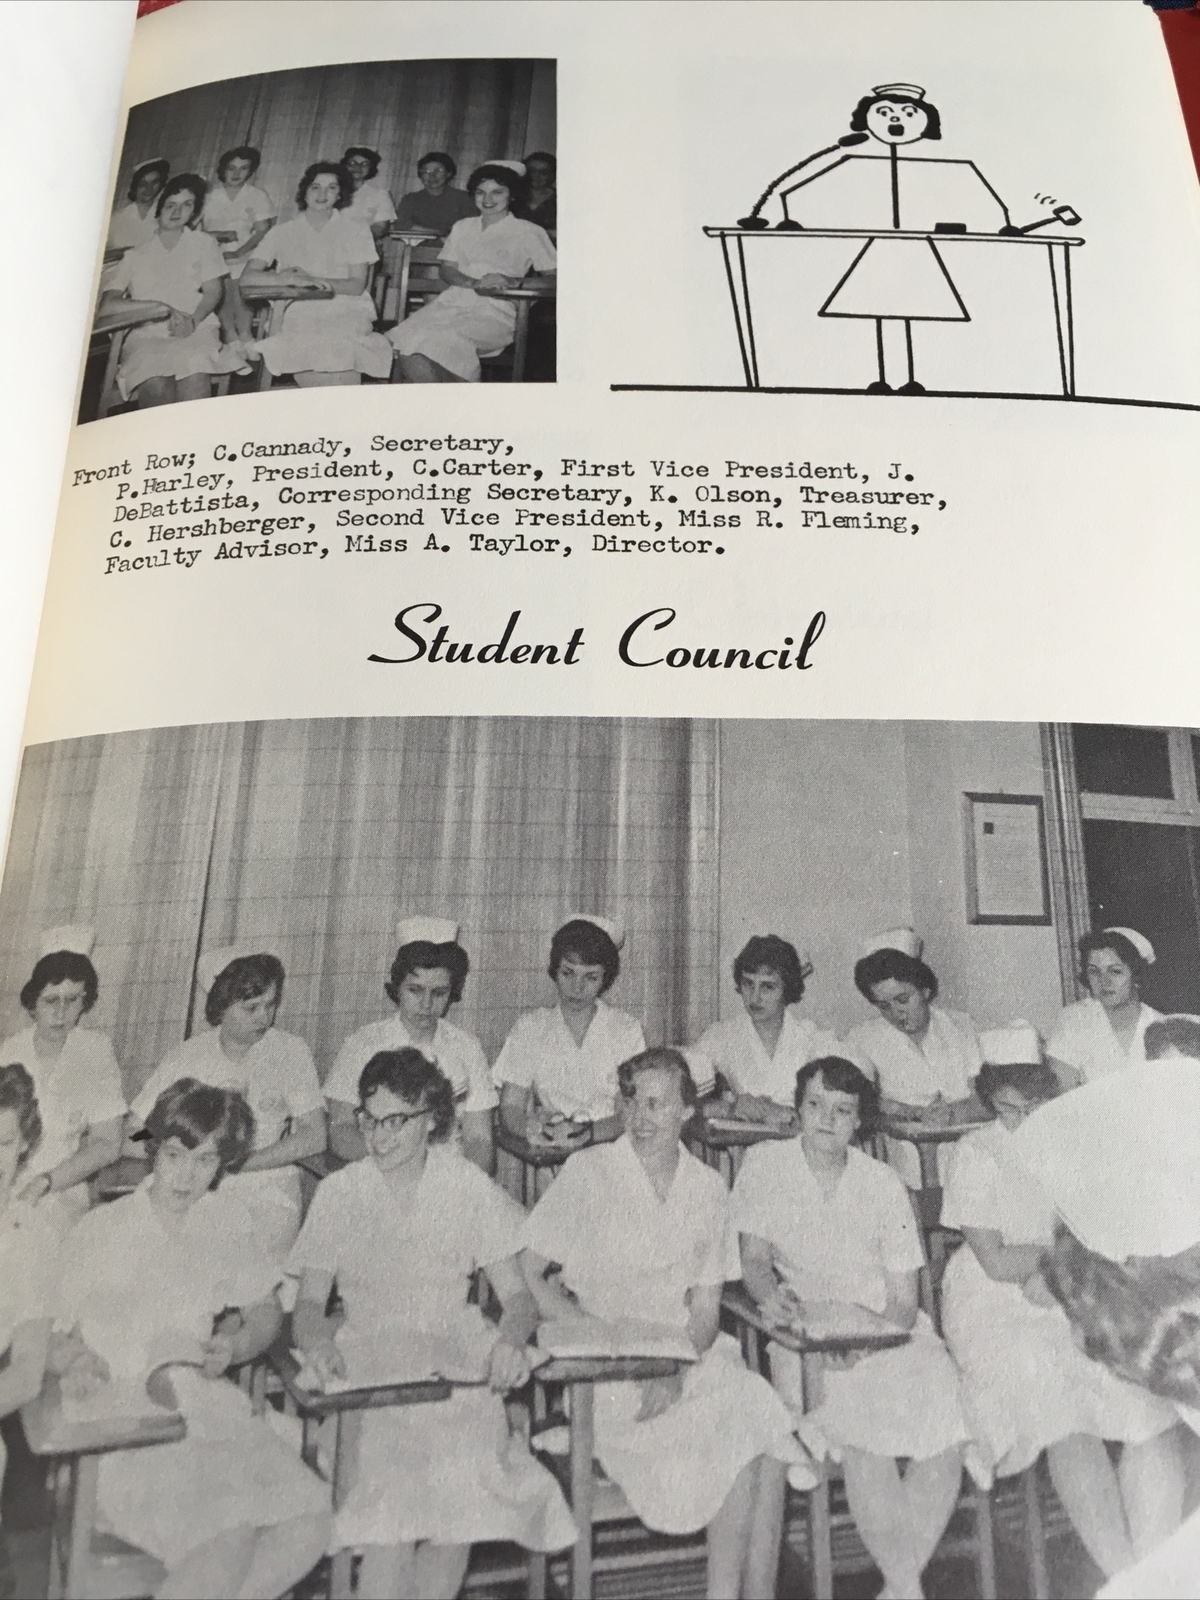 Front Row; C.Cannady, Secretary,
P.Harley, President, C.Carter, First Vice President, J.
DeBattista, Corresponding Secretary, K. Olson, Treasurer,
C. Hershberger, Second Vice President, Miss R. Fleming,
Faculty Advisor, Miss A. Taylor, Director.
Student Council